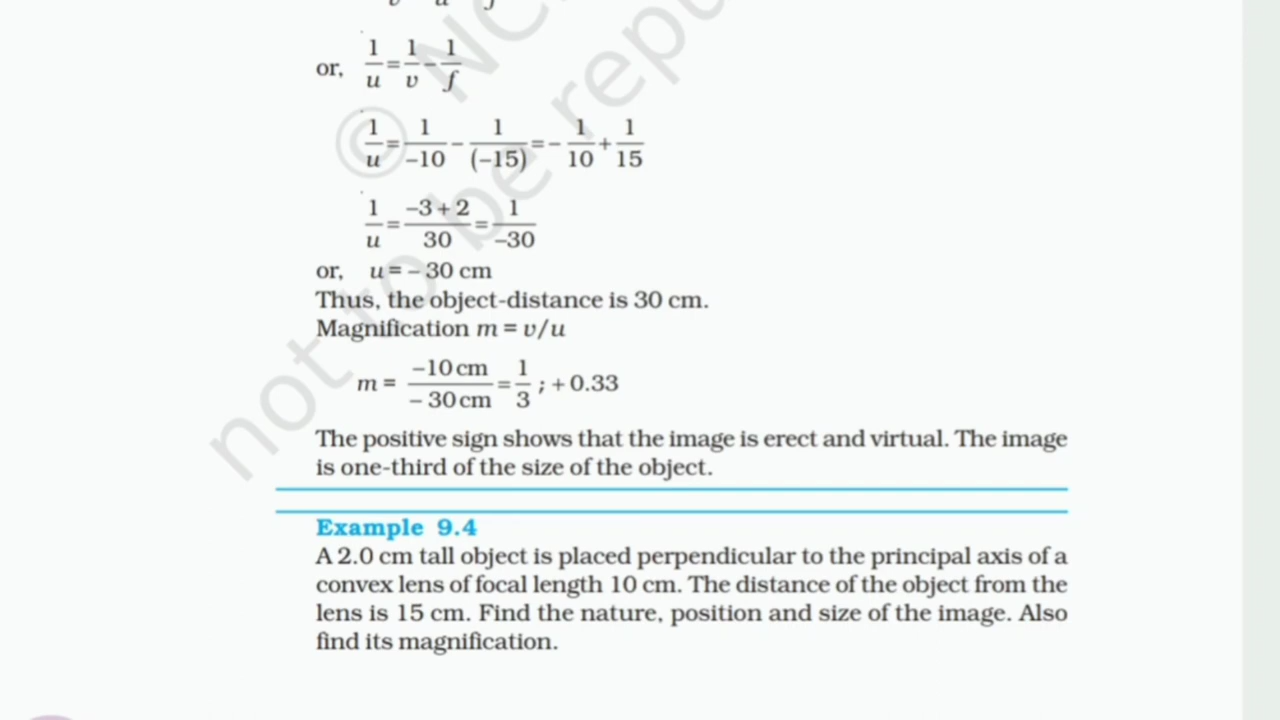 or, 1/u = 1/v - 1/f
1/u = 1/–10 - 1/(–15) = - 1/10 + 1/15
1/u = –3 + 2/30 = 1/–30
or, u = – 30 cm
Thus, the object-distance is 30 cm.
Magnification m = v/u
m = –10 cm/– 30 cm = 1/3 ; + 0.33
The positive sign shows that the image is erect and virtual. The image
is one-third of the size of the object.
Example 9.4
A 2.0 cm tall object is placed perpendicular to the principal axis of a
convex lens of focal length 10 cm. The distance of the object from the
lens is 15 cm. Find the nature, position and size of the image. Also
find its magnification.
© NC
not to be repu